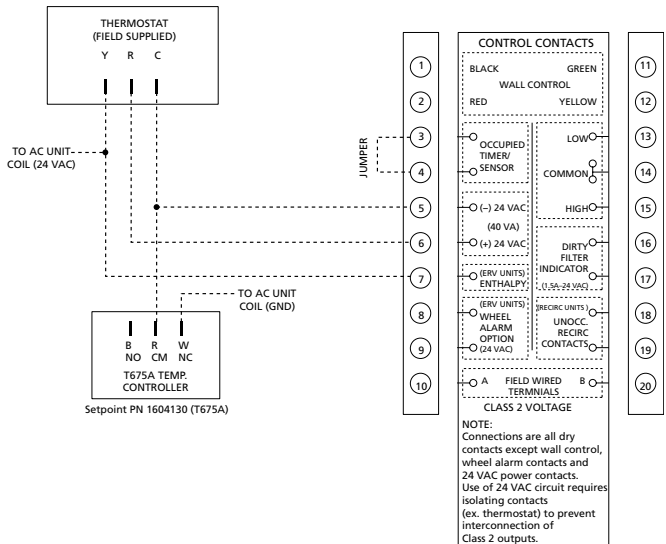 THERMOSTAT
(FIELD SUPPLIED)
Y R C
TO AC UNIT
COIL (24 VAC)
JUMPER
TO AC UNIT
COIL (GND)
B R W
NO CM NC
T675A TEMP.
CONTROLLER
Setpoint PN 1604130 (T675A)
1
2
3
4
5
6
7
8
9
10
CONTROL CONTACTS
BLACK GREEN
WALL CONTROL
RED YELLOW
OCCUPIED
TIMER/
SENSOR
LOW
COMMON
HIGH
(–) 24 VAC
(40 VA)
(+) 24 VAC
DIRTY
FILTER
INDICATOR
(1.5A–24 VAC)
(ERV UNITS)
ENTHALPY
(ERV UNITS)
WHEEL
ALARM
OPTION
(24 VAC)
(RECIRC UNITS )
UNOCC.
RECIRC
CONTACTS
A FIELD WIRED B
TERMNIALS
CLASS 2 VOLTAGE
NOTE:
Connections are all dry
contacts except wall control,
wheel alarm contacts and
24 VAC power contacts.
Use of 24 VAC circuit requires
isolating contacts
(ex. thermostat) to prevent
interconnection of
Class 2 outputs.
11
12
13
14
15
16
17
18
19
20